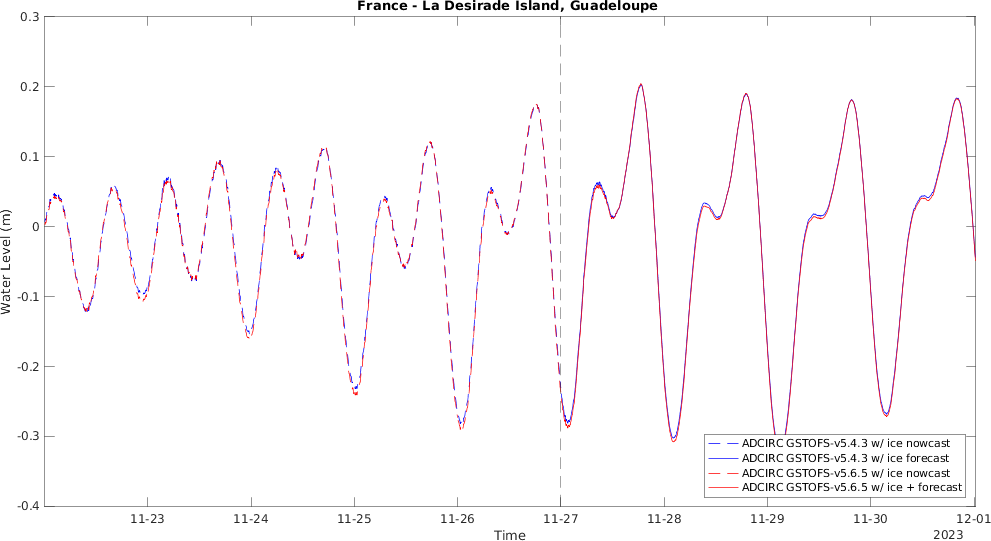 France - La Desirade Island, Guadeloupe
0.3
0.2
0.1
0
-0.1
-0.2
-0.3
-0.4
Water Level (m)
ADCIRC GSTOFS-v5.4.3 w/ ice nowcast
ADCIRC GSTOFS-v5.4.3 w/ ice forecast
ADCIRC GSTOFS-v5.6.5 w/ ice nowcast
ADCIRC GSTOFS-v5.6.5 w/ ice + forecast
11-23 11-24 11-25 11-26 11-27 11-28 11-29 11-30 12-01
Time
2023